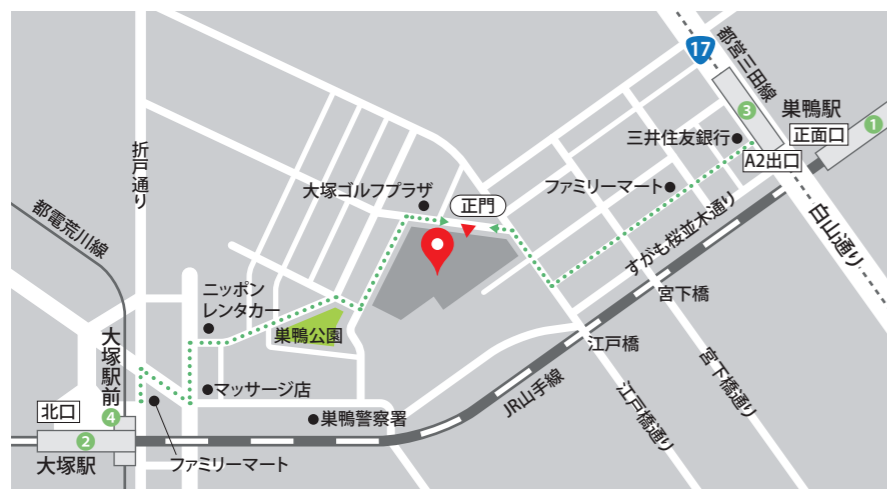 17
都営三田線
巣鴨駅
1
正面口
3
三井住友銀行
A2出口
折戸通り
大塚ゴルフプラザ
正門
ファミリーマート
すがも桜並木通り
白山通り
都電荒川線
ニッポン
レンタカー
巣鴨公園
宮下橋
江戸橋
大塚駅前
マッサージ店
JR山手線
宮下橋通り
江戸橋通り
北口
4
巣鴨警察署
2
大塚駅
ファミリーマート